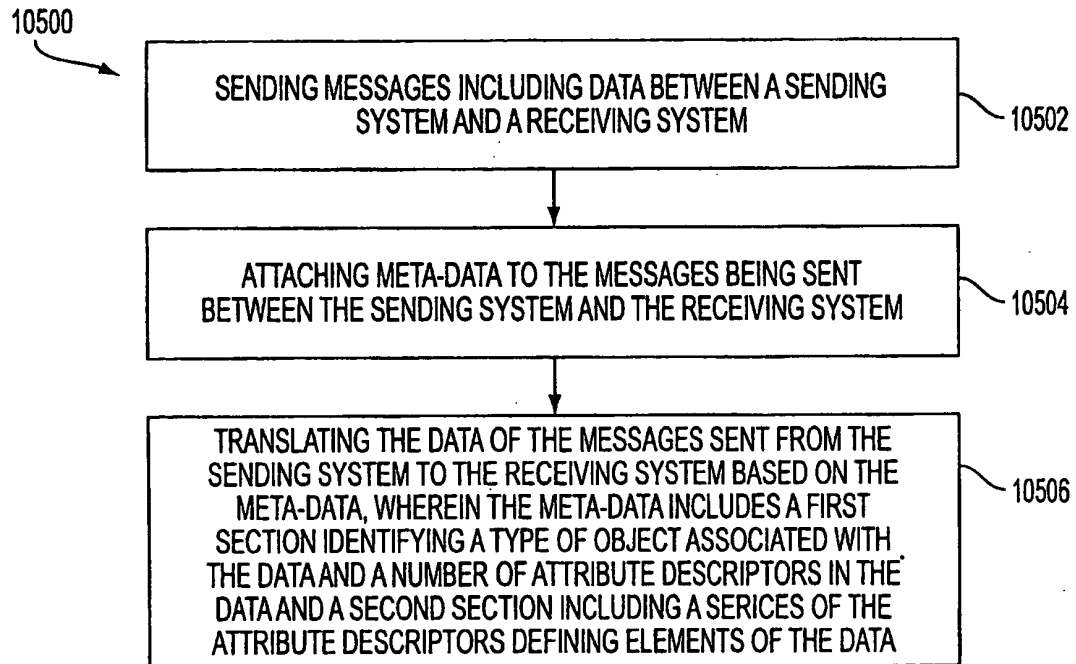 10500
SENDING MESSAGES INCLUDING DATA BETWEEN A SENDING
SYSTEM AND A RECEIVING SYSTEM
10502
ATTACHING META-DATA TO THE MESSAGES BEING SENT
BETWEEN THE SENDING SYSTEM AND THE RECEIVING SYSTEM
10504
TRANSLATING THE DATA OF THE MESSAGES SENT FROM THE
SENDING SYSTEM TO THE RECEIVING SYSTEM BASED ON THE
META-DATA, WHEREIN THE META-DATA INCLUDES A FIRST
SECTION IDENTIFYING A TYPE OF OBJECT ASSOCIATED WITH
THE DATA AND A NUMBER OF ATTRIBUTE DESCRIPTORS IN THE
DATA AND A SECOND SECTION INCLUDING A SERICES OF THE
ATTRIBUTE DESCRIPTORS DEFINING ELEMENTS OF THE DATA
10506